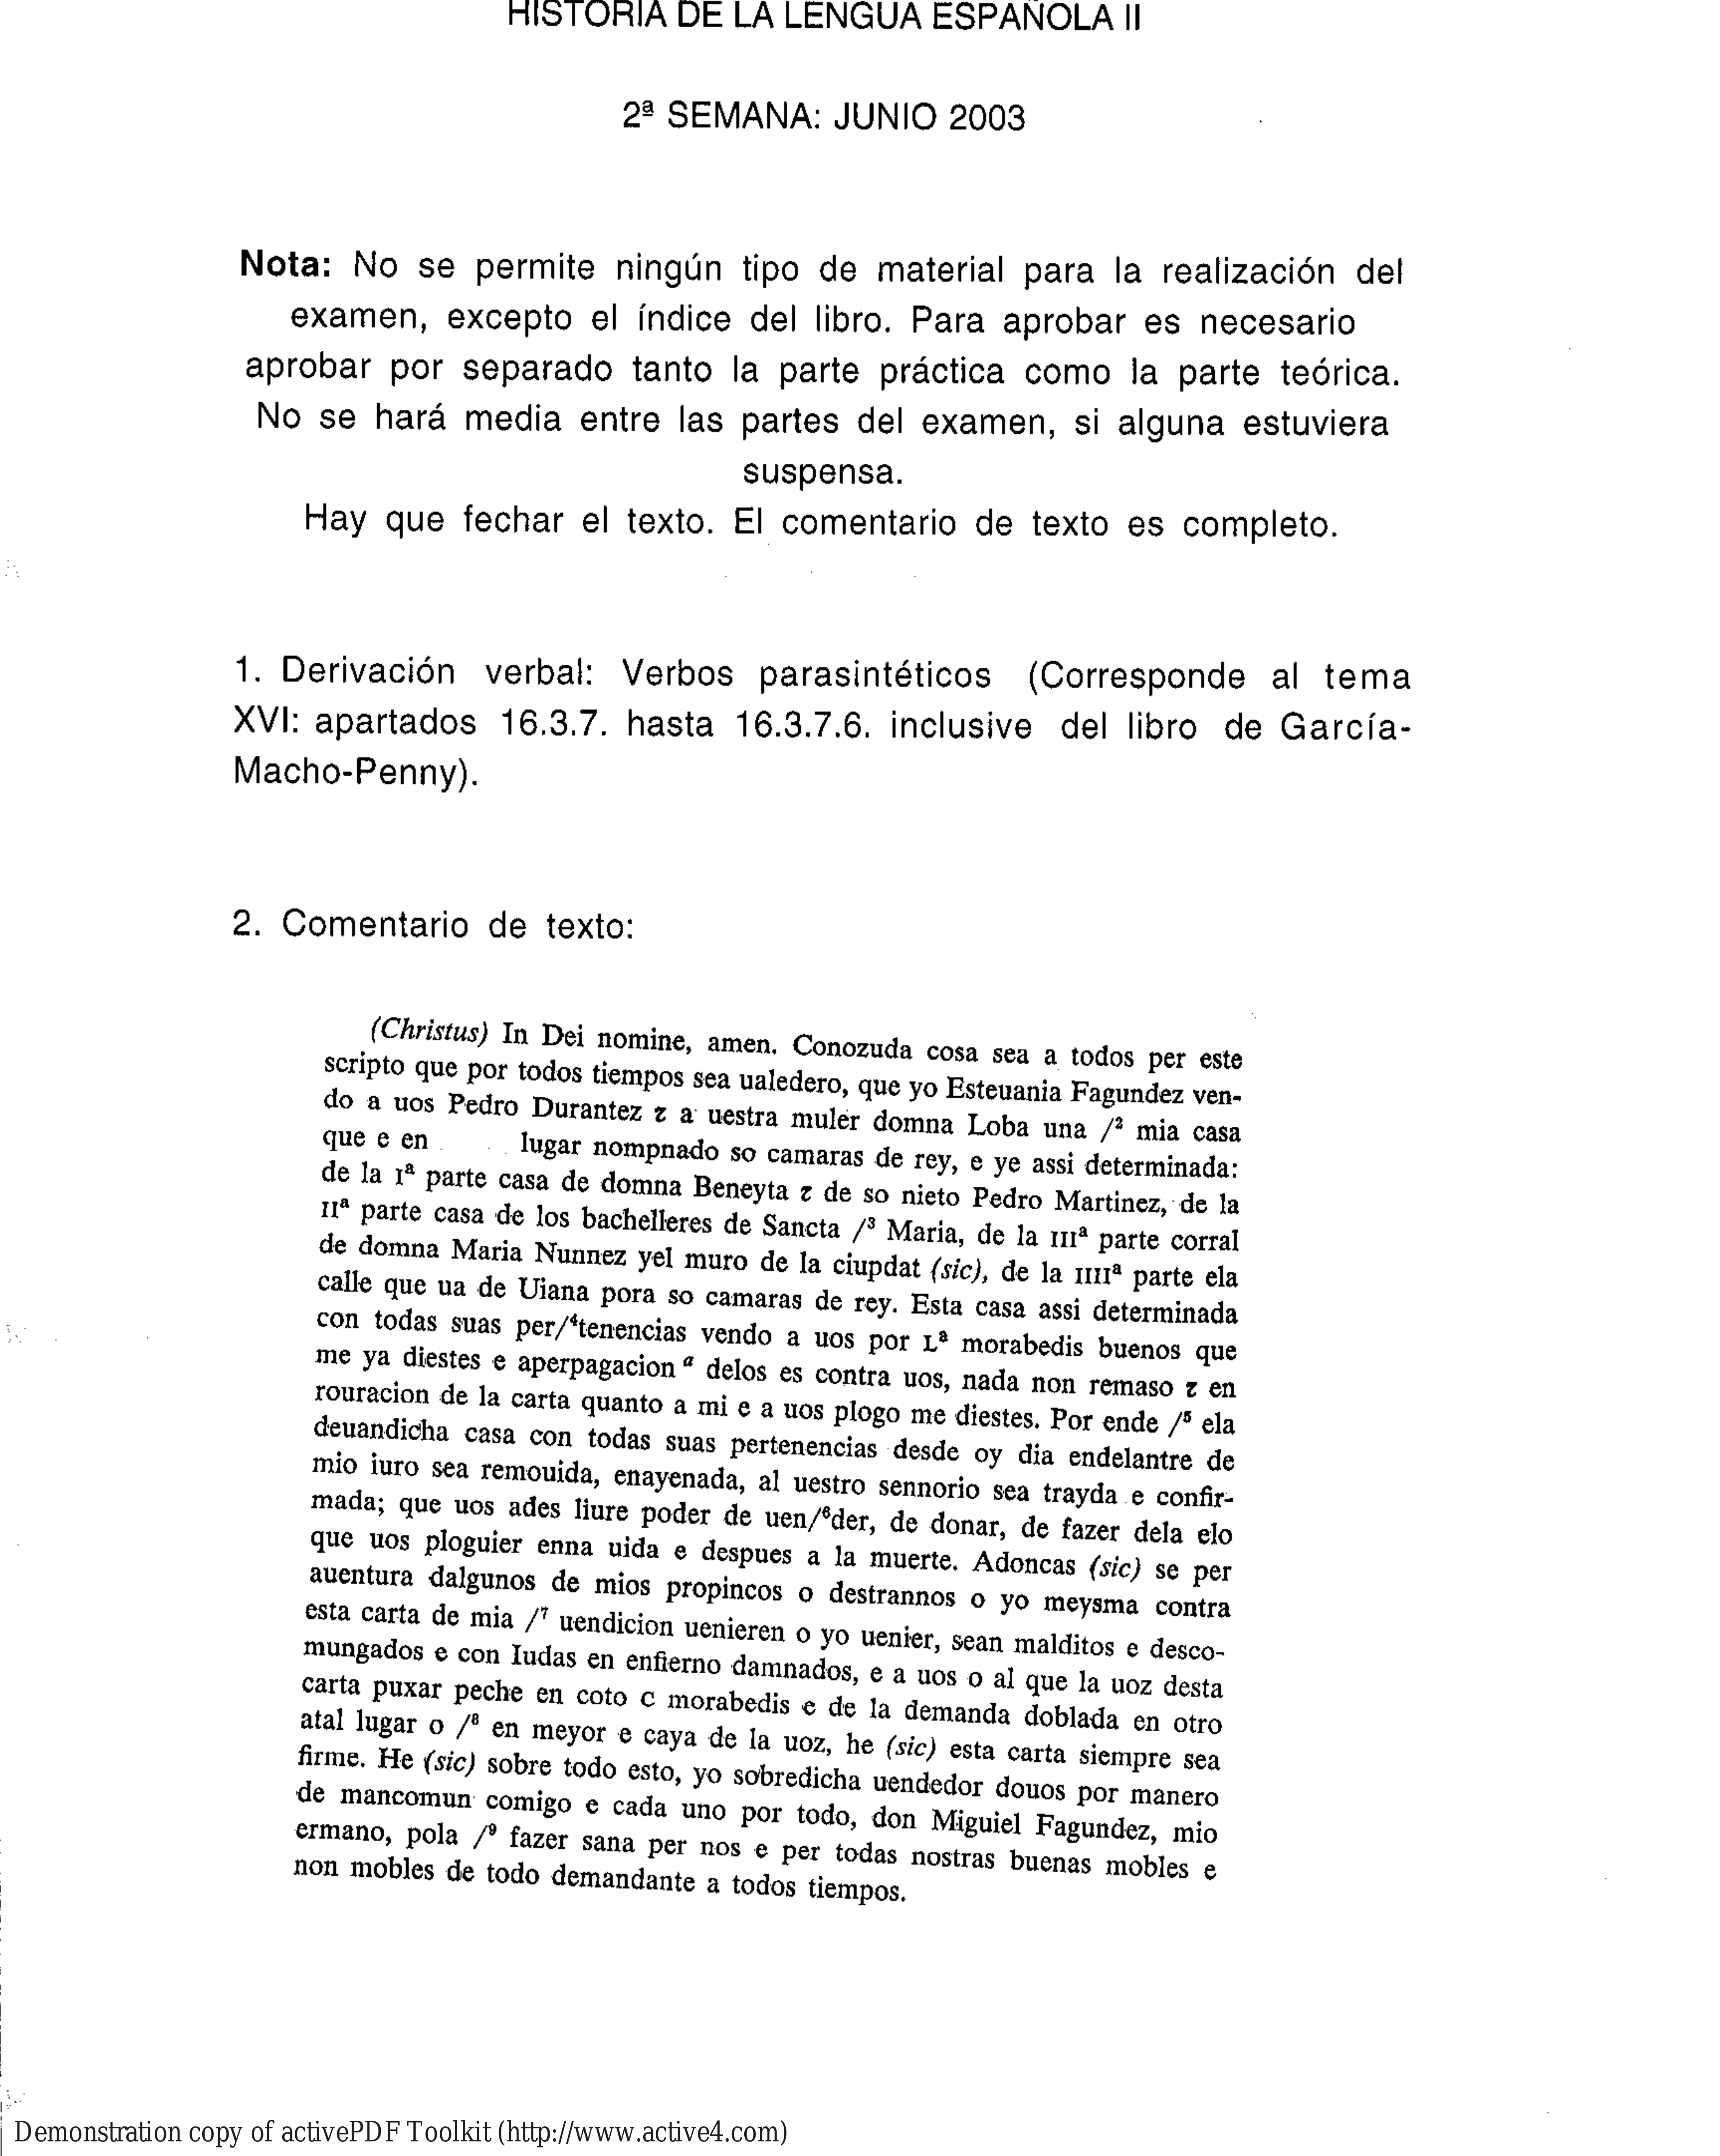 HISTORIA DE LA LENGUA ESPAÑOLA II
2ª SEMANA: JUNIO 2003
Nota: No se permite ningún tipo de material para la realización del
examen, excepto el índice del libro. Para aprobar es necesario
aprobar por separado tanto la parte práctica como la parte teórica.
No se hará media entre las partes del examen, si alguna estuviera
suspensa.
Hay que fechar el texto. El comentario de texto es completo.
1. Derivación verbal: Verbos parasintéticos (Corresponde al tema
XVI: apartados 16.3.7. hasta 16.3.7.6. inclusive del libro de García-
Macho-Penny).
2. Comentario de texto:
(Christus) In Dei nomine, amen. Conozuda cosa sea a todos per este
scripto que por todos tiempos sea ualedero, que yo Esteuania Fagundez ven-
do a uos Pedro Durantez τ a uestra muler domna Loba una /² mia casa
que e en lugar nompnado so camaras de rey, e ye assi determinada:
de la Iª parte casa de domna Beneyta τ de so nieto Pedro Martinez, de la
IIª parte casa de los bachelleres de Sancta /³ Maria, de la IIIª parte corral
de domna Maria Nunnez yel muro de la ciupdat (sic), de la IIIIª parte ela
calle que ua de Uiana pora so camaras de rey. Esta casa assi determinada
con todas suas per/⁴tenencias vendo a uos por Lª morabedis buenos que
me ya diestes e aperpagacion ª delos es contra uos, nada non remaso τ en
rouracion de la carta quanto a mi e a uos plogo me diestes. Por ende /⁵ ela
deuandicha casa con todas suas pertenencias desde oy dia endelantre de
mio iuro sea remouida, enayenada, al uestro sennorio sea trayda e confir-
mada; que uos ades liure poder de uen/⁶der, de donar, de fazer dela elo
que uos ploguier enna uida e despues a la muerte. Adoncas (sic) se per
auentura dalgunos de mios propincos o destrannos o yo meysma contra
esta carta de mia /⁷ uendicion uenieren o yo uenier, sean malditos e desco-
mungados e con Iudas en enfierno damnados, e a uos o al que la uoz desta
carta puxar peche en coto C morabedis e de la demanda doblada en otro
atal lugar o /⁸ en meyor e caya de la uoz, he (sic) esta carta siempre sea
firme. He (sic) sobre todo esto, yo sobredicha uendedor douos por manero
de mancomun comigo e cada uno por todo, don Miguiel Fagundez, mio
ermano, pola /⁹ fazer sana per nos e per todas nostras buenas mobles e
non mobles de todo demandante a todos tiempos.
Demonstration copy of activePDF Toolkit (http://www.active4.com)